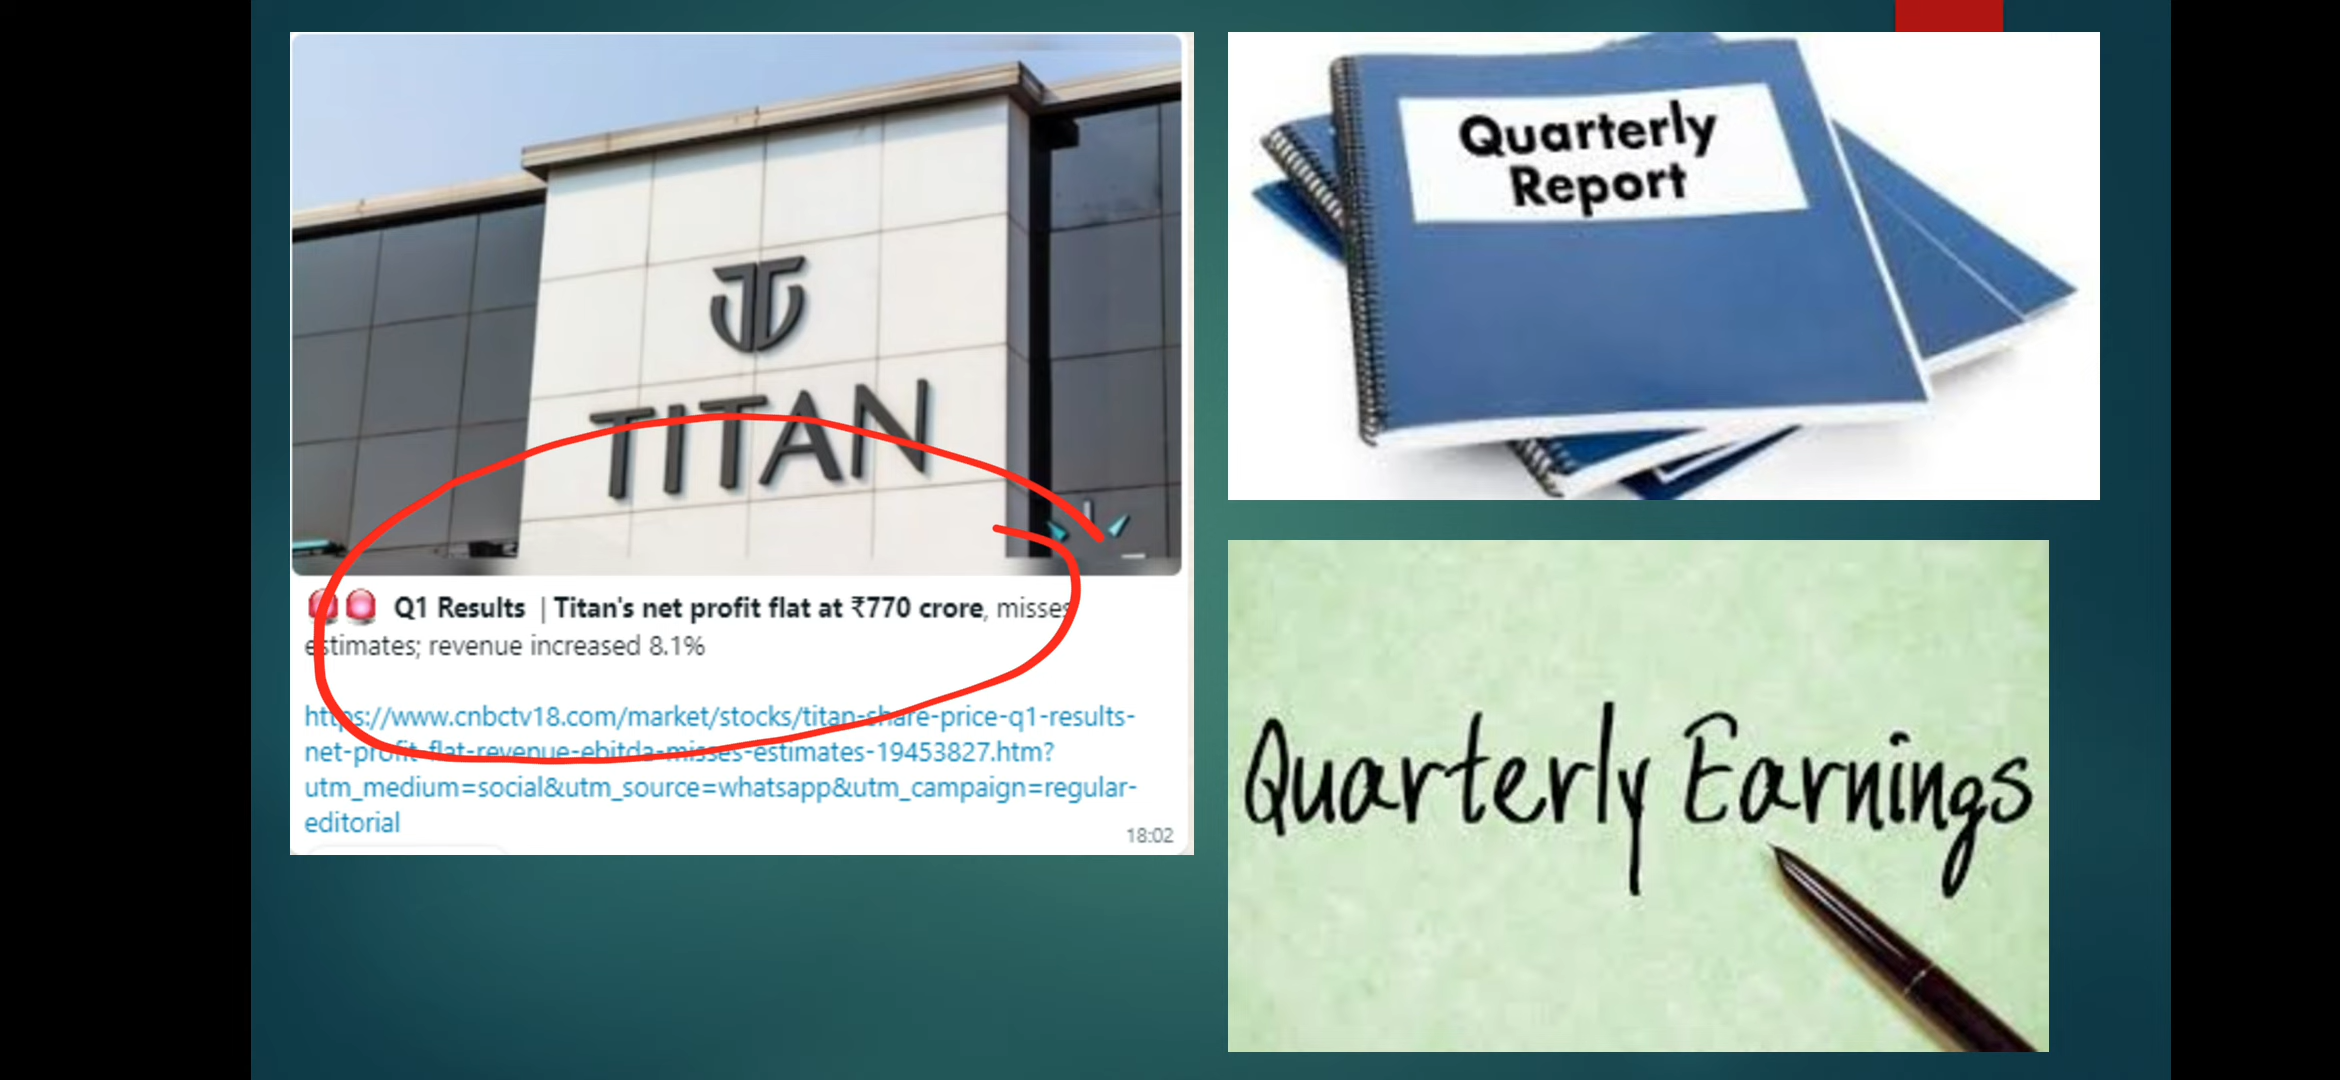 TITAN
🚨🚨 Q1 Results | Titan's net profit flat at ₹770 crore, misses
estimates; revenue increased 8.1%
https://www.cnbctv18.com/market/stocks/titan-share-price-q1-results-
net-profit-flat-revenue-ebitda-misses-estimates-19453827.htm?
utm_medium=social&utm_source=whatsapp&utm_campaign=regular-
editorial
18:02
Quarterly
Report
Quarterly Earnings